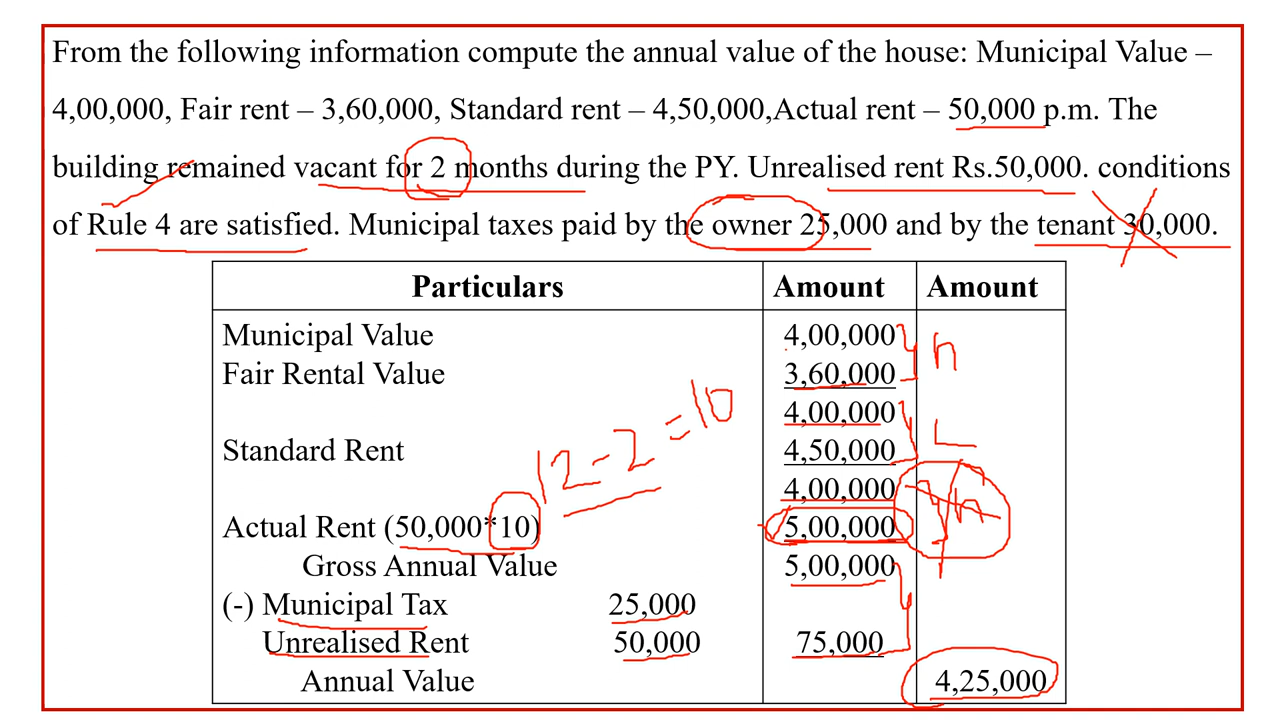 From the following information compute the annual value of the house: Municipal Value –
4,00,000, Fair rent – 3,60,000, Standard rent – 4,50,000,Actual rent – 50,000 p.m. The
building remained vacant for 2 months during the PY. Unrealised rent Rs.50,000. conditions
of Rule 4 are satisfied. Municipal taxes paid by the owner 25,000 and by the tenant 30,000.
Particulars Amount Amount
Municipal Value 4,00,000
Fair Rental Value 3,60,000 h
4,00,000
Standard Rent 4,50,000 L
12-2=10
4,00,000
Actual Rent (50,000*10) 5,00,000
Gross Annual Value 5,00,000
(-) Municipal Tax 25,000
Unrealised Rent 50,000 75,000
Annual Value 4,25,000